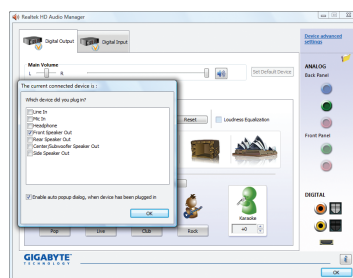 Realtek HD Audio Manager
Digital Output
Digital Input
Device advanced
settings
Main Volume
L
R
Set Default Device
ANALOG
Back Panel
The current connected device is :
Which device did you plug in?
Line In
Mic In
Headphone
Front Speaker Out
Rear Speaker Out
Center/Subwoofer Speaker Out
Side Speaker Out
Enable auto popup dialog, when device has been plugged in
OK
Reset
Loudness Equalization
Front Panel
Karaoke
+0
Pop
Live
Club
Rock
DIGITAL
GIGABYTE
TECHNOLOGY
OK